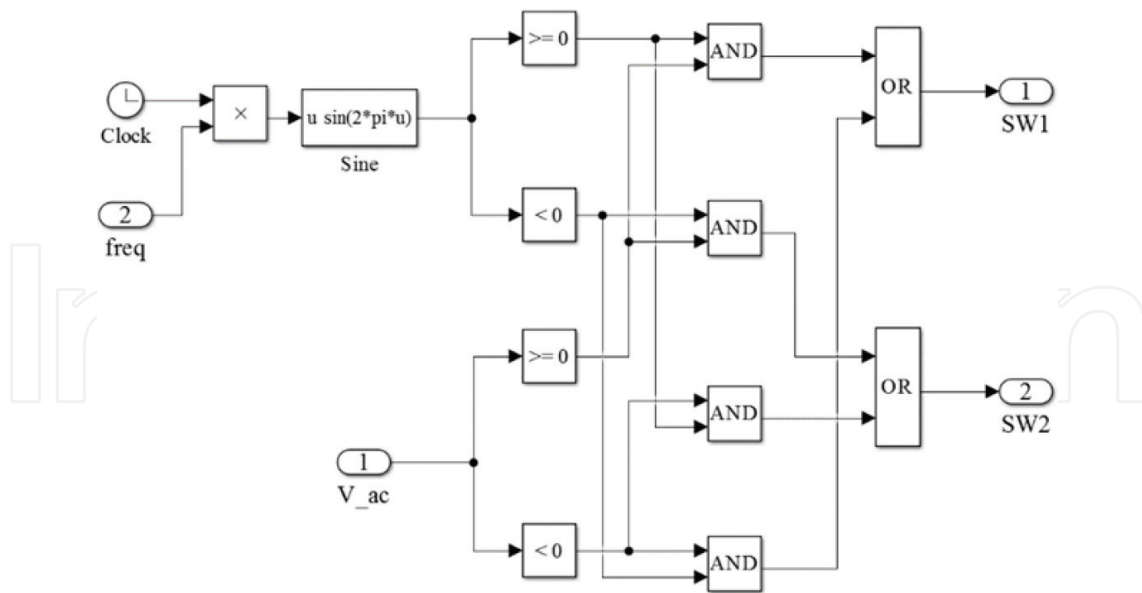 >= 0
AND
OR
1
SW1
Clock
×
u sin(2*pi*u)
Sine
2
freq
< 0
AND
>= 0
AND
OR
2
SW2
1
V_ac
< 0
AND